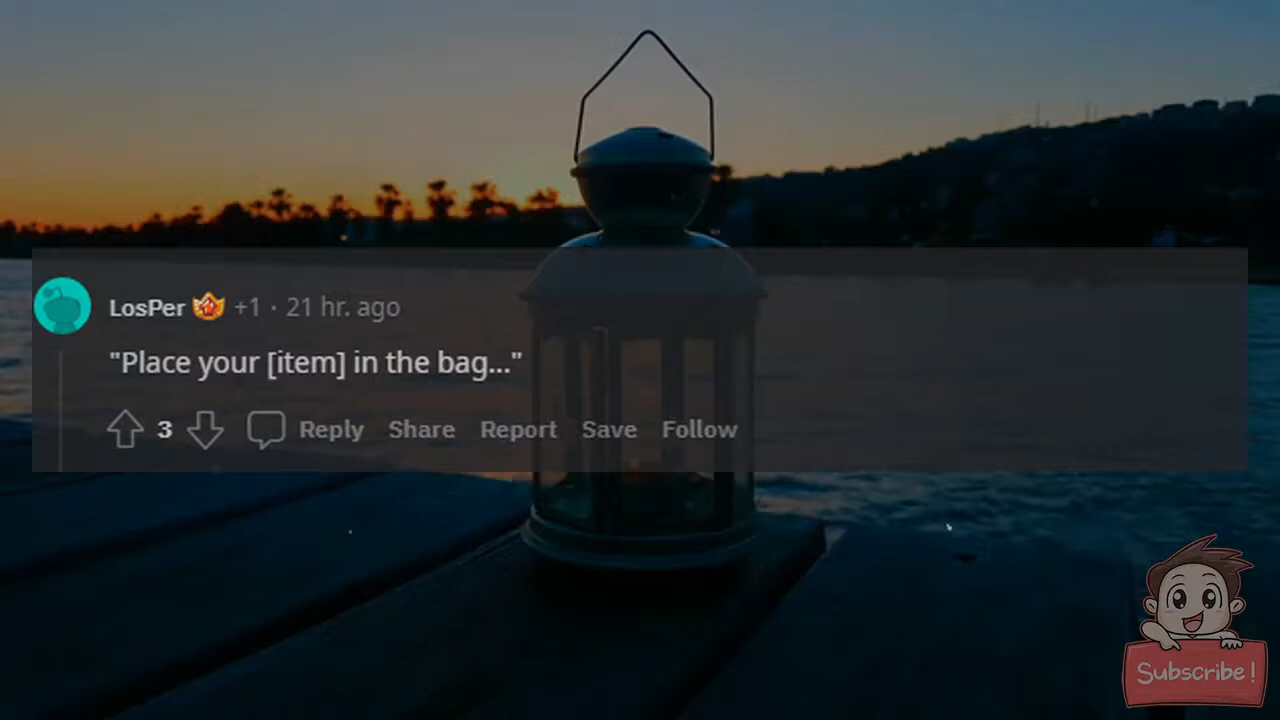 LosPer +1 · 21 hr. ago
"Place your [item] in the bag..."
3 Reply Share Report Save Follow
Subscribe!